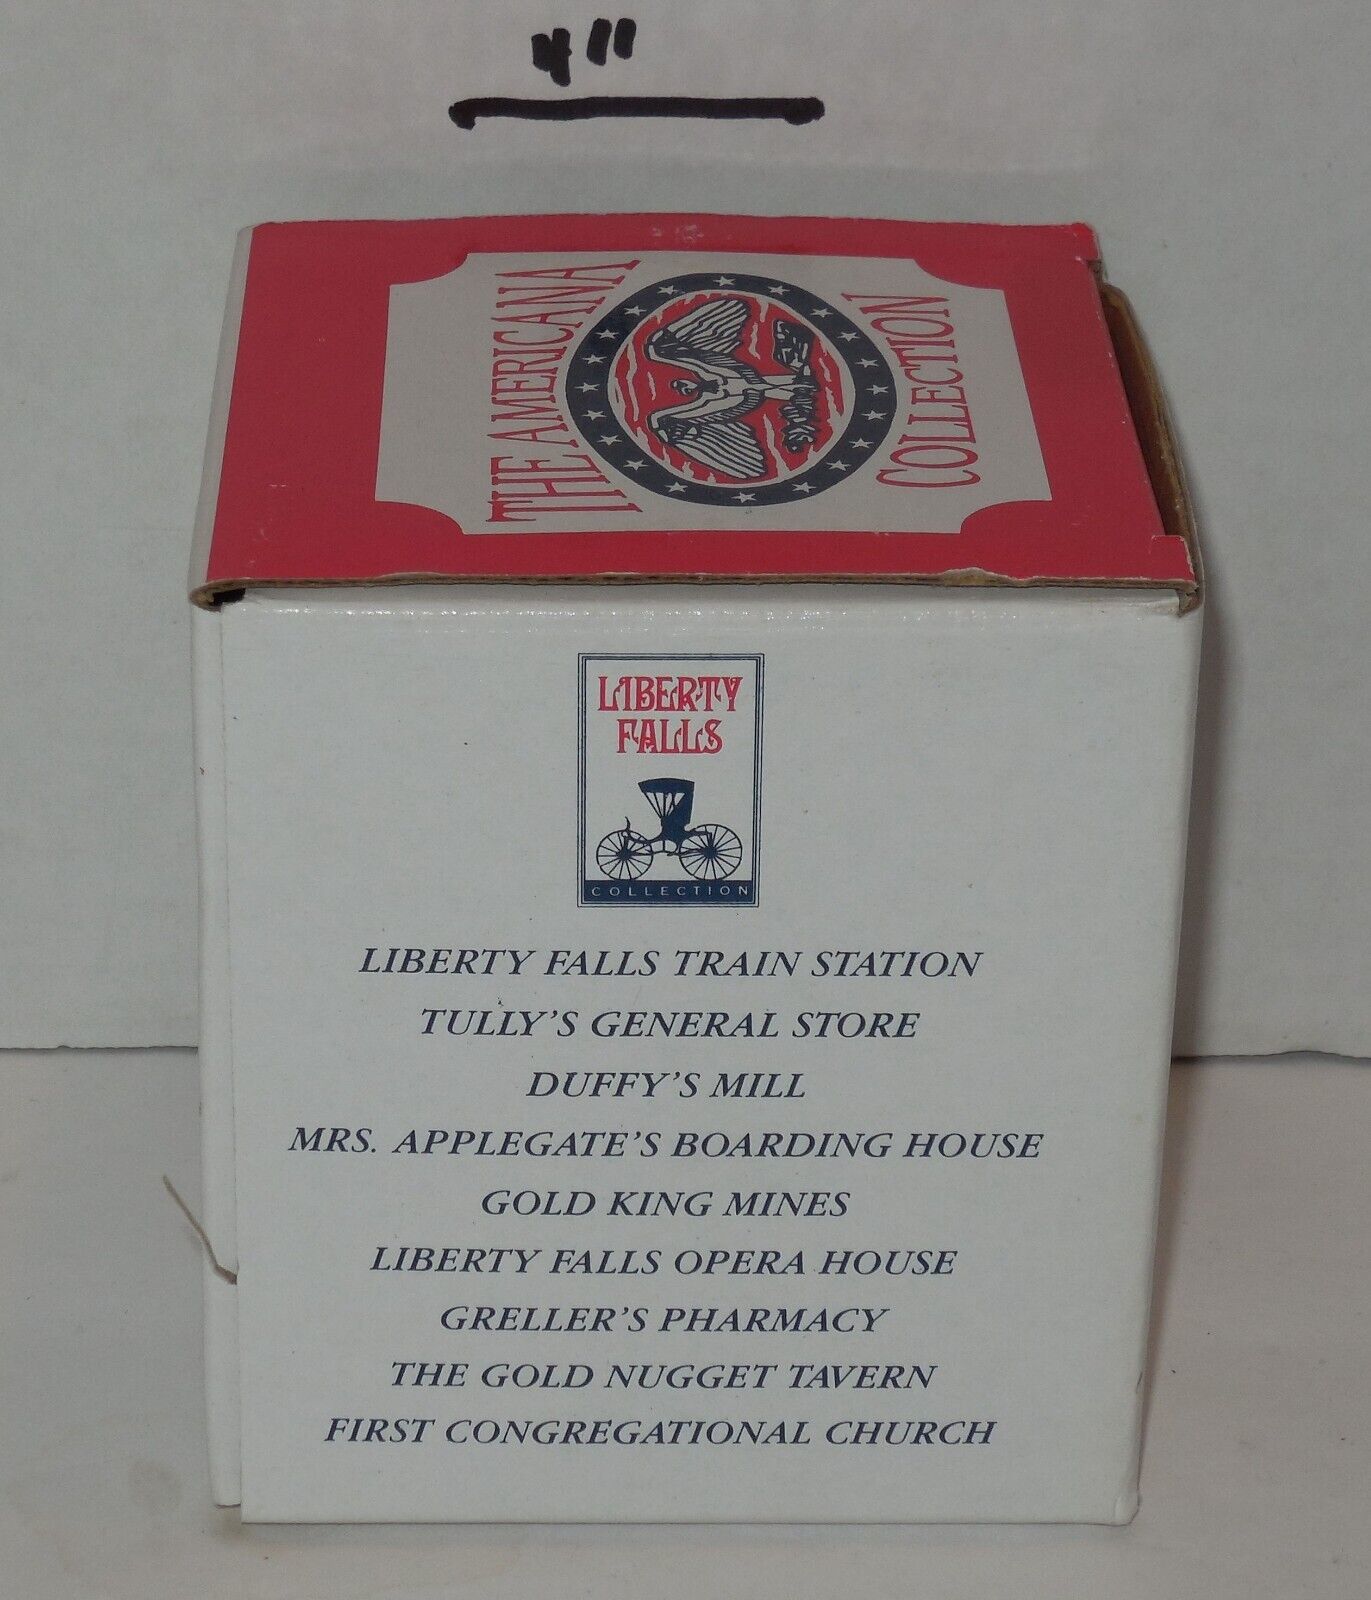 4"
THE AMERICANA
COLLECTION
LIBERTY
FALLS
COLLECTION
LIBERTY FALLS TRAIN STATION
TULLY'S GENERAL STORE
DUFFY'S MILL
MRS. APPLEGATE'S BOARDING HOUSE
GOLD KING MINES
LIBERTY FALLS OPERA HOUSE
GRELLER'S PHARMACY
THE GOLD NUGGET TAVERN
FIRST CONGREGATIONAL CHURCH